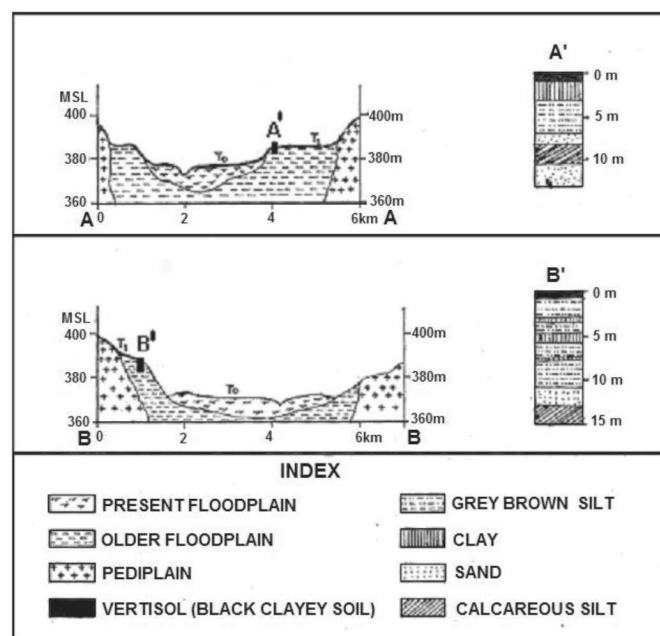 A'
MSL
400
380
360
400m
380m
360m
A'
T₀
T₁
A 0 2 4 6km A
0 m
5 m
10 m
B'
MSL
400
380
360
400m
380m
360m
T₁ B'
T₀
B 0 2 4 6km B
0 m
5 m
10 m
15 m
INDEX
PRESENT FLOODPLAIN
OLDER FLOODPLAIN
PEDIPLAIN
VERTISOL (BLACK CLAYEY SOIL)
GREY BROWN SILT
CLAY
SAND
CALCAREOUS SILT